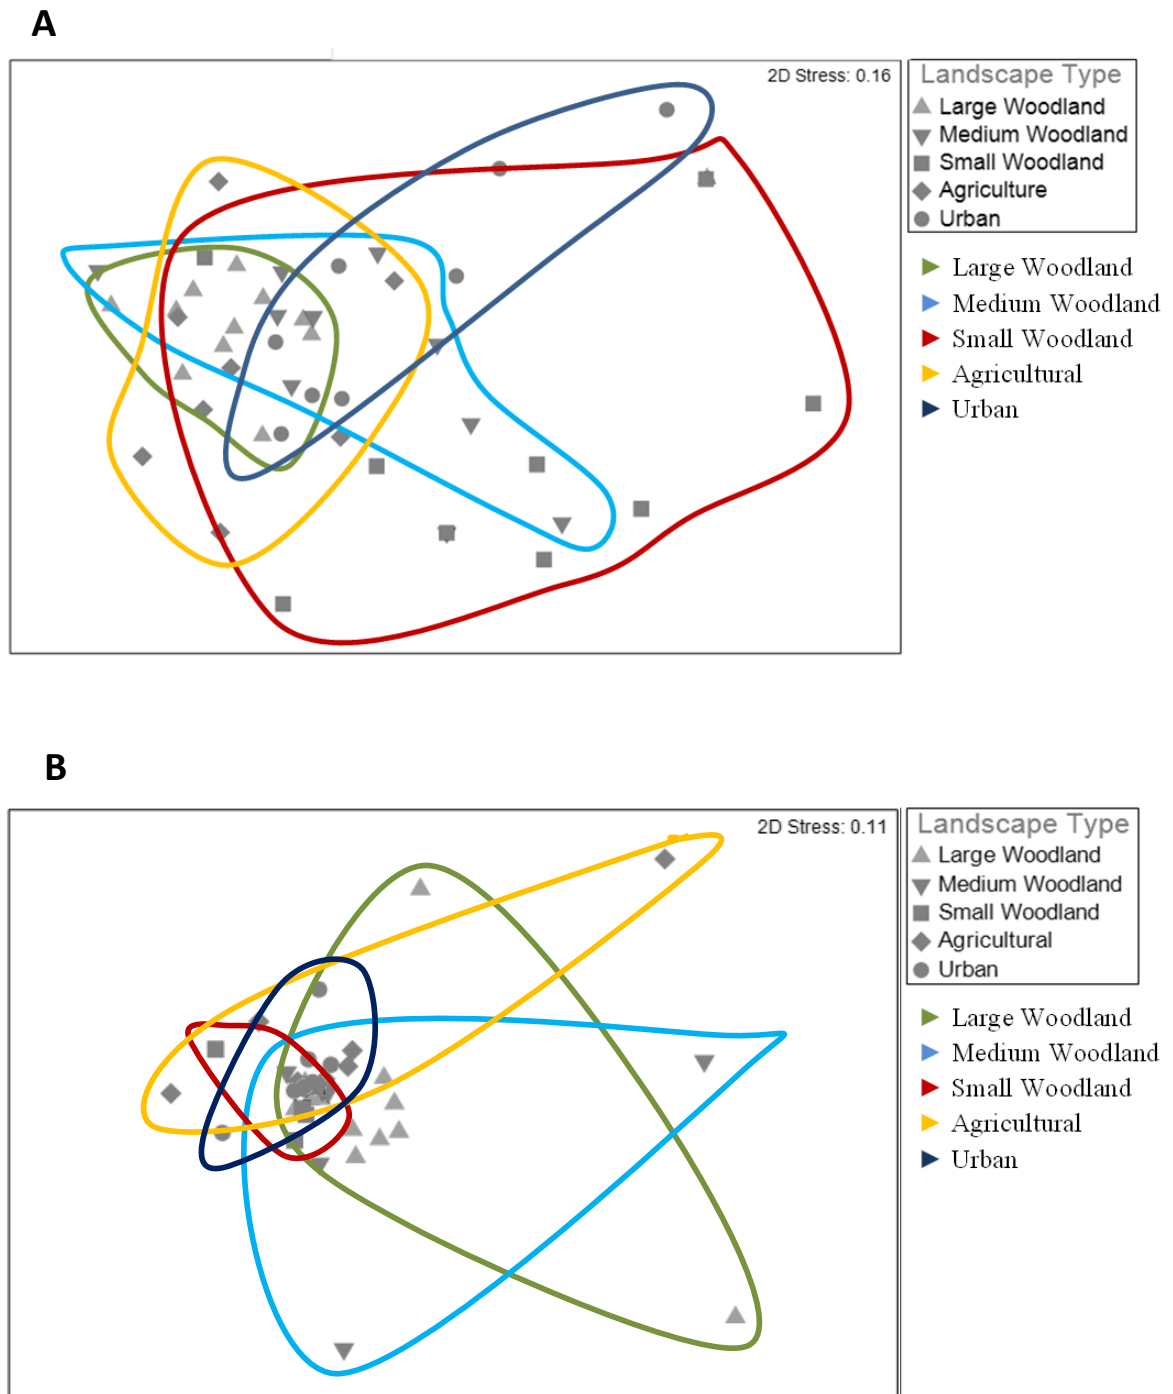 A
2D Stress: 0.16
Landscape Type
Large Woodland
Medium Woodland
Small Woodland
Agriculture
Urban
Large Woodland
Medium Woodland
Small Woodland
Agricultural
Urban
B
2D Stress: 0.11
Landscape Type
Large Woodland
Medium Woodland
Small Woodland
Agricultural
Urban
Large Woodland
Medium Woodland
Small Woodland
Agricultural
Urban